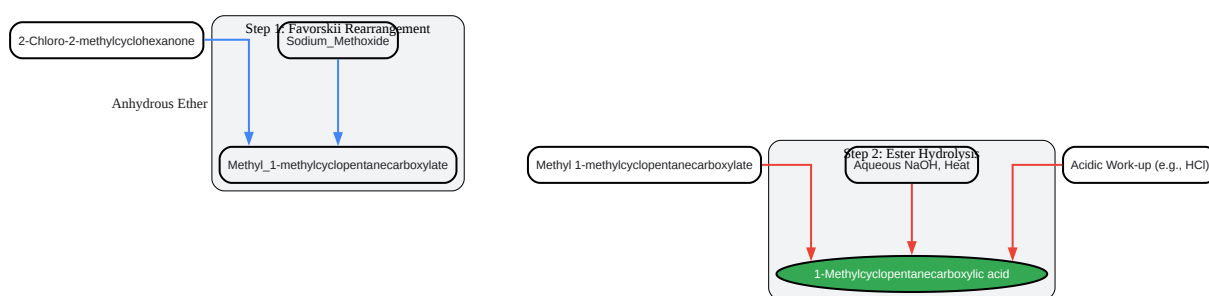 Step 1: Favorskii Rearrangement
2-Chloro-2-methylcyclohexanone
Sodium_Methoxide
Anhydrous Ether
Methyl_1-methylcyclopentanecarboxylate
Step 2: Ester Hydrolysis
Methyl 1-methylcyclopentanecarboxylate
Aqueous NaOH, Heat
Acidic Work-up (e.g., HCl)
1-Methylcyclopentanecarboxylic acid